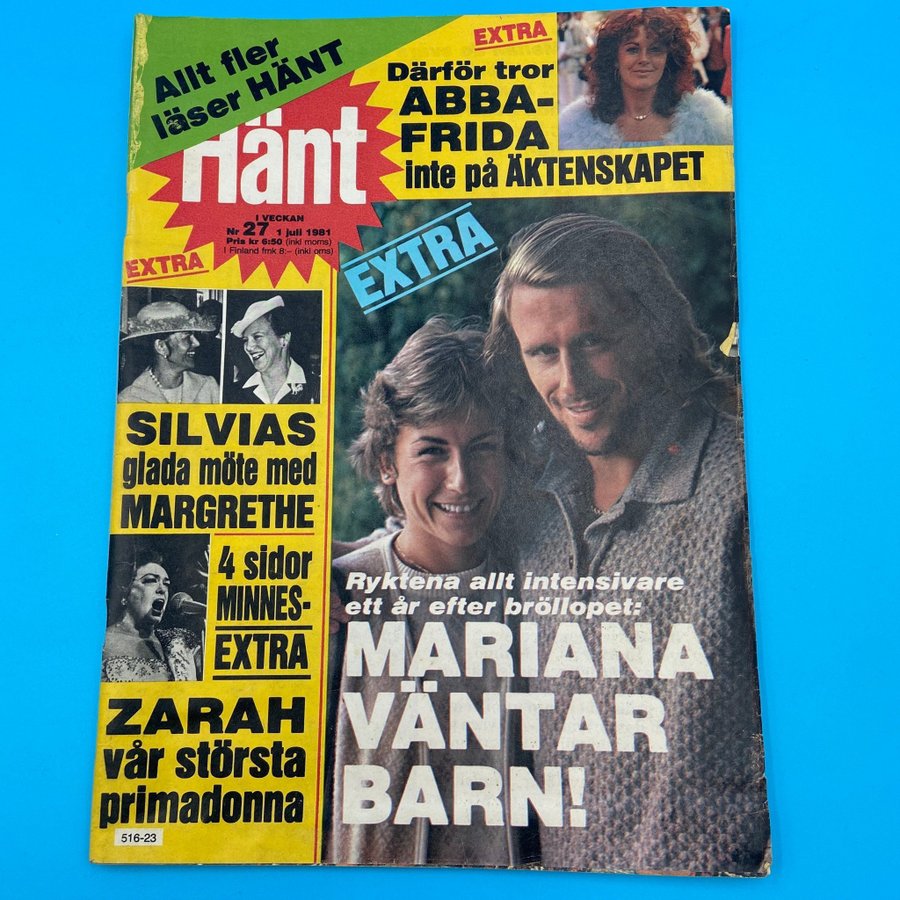 Allt fler
läser HÄNT
Hänt
I VECKAN
Nr 27 1 juli 1981
Pris kr 6:50 (inkl moms)
I Finland fmk 8:– (inkl oms)
EXTRA
Därför tror
ABBA-
FRIDA
inte på ÄKTENSKAPET
EXTRA
EXTRA
SILVIAS
glada möte med
MARGRETHE
4 sidor
MINNES-
EXTRA
ZARAH
vår största
primadonna
516-23
Ryktena allt intensivare
ett år efter bröllopet:
MARIANA
VÄNTAR
BARN!